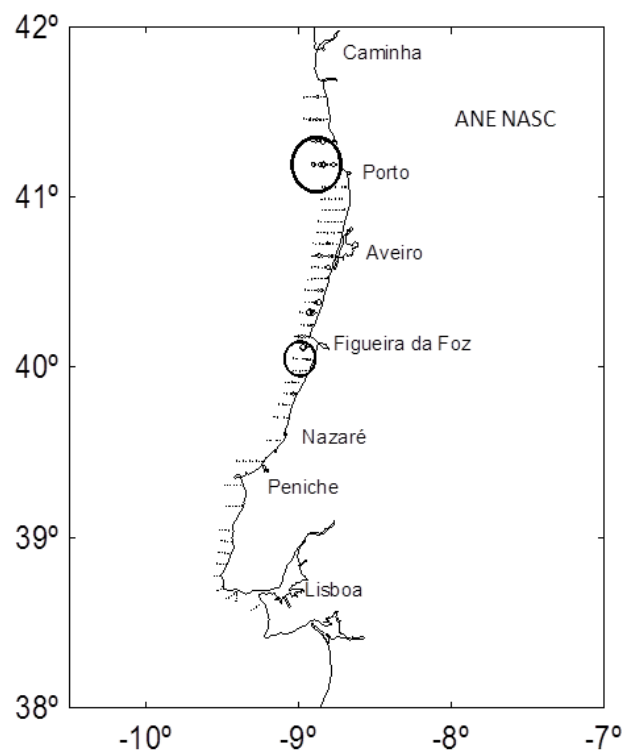 42º
Caminha
ANE NASC
41º
Porto
Aveiro
Figueira da Foz
40º
Nazaré
Peniche
39º
Lisboa
38º
-10º -9º -8º -7º